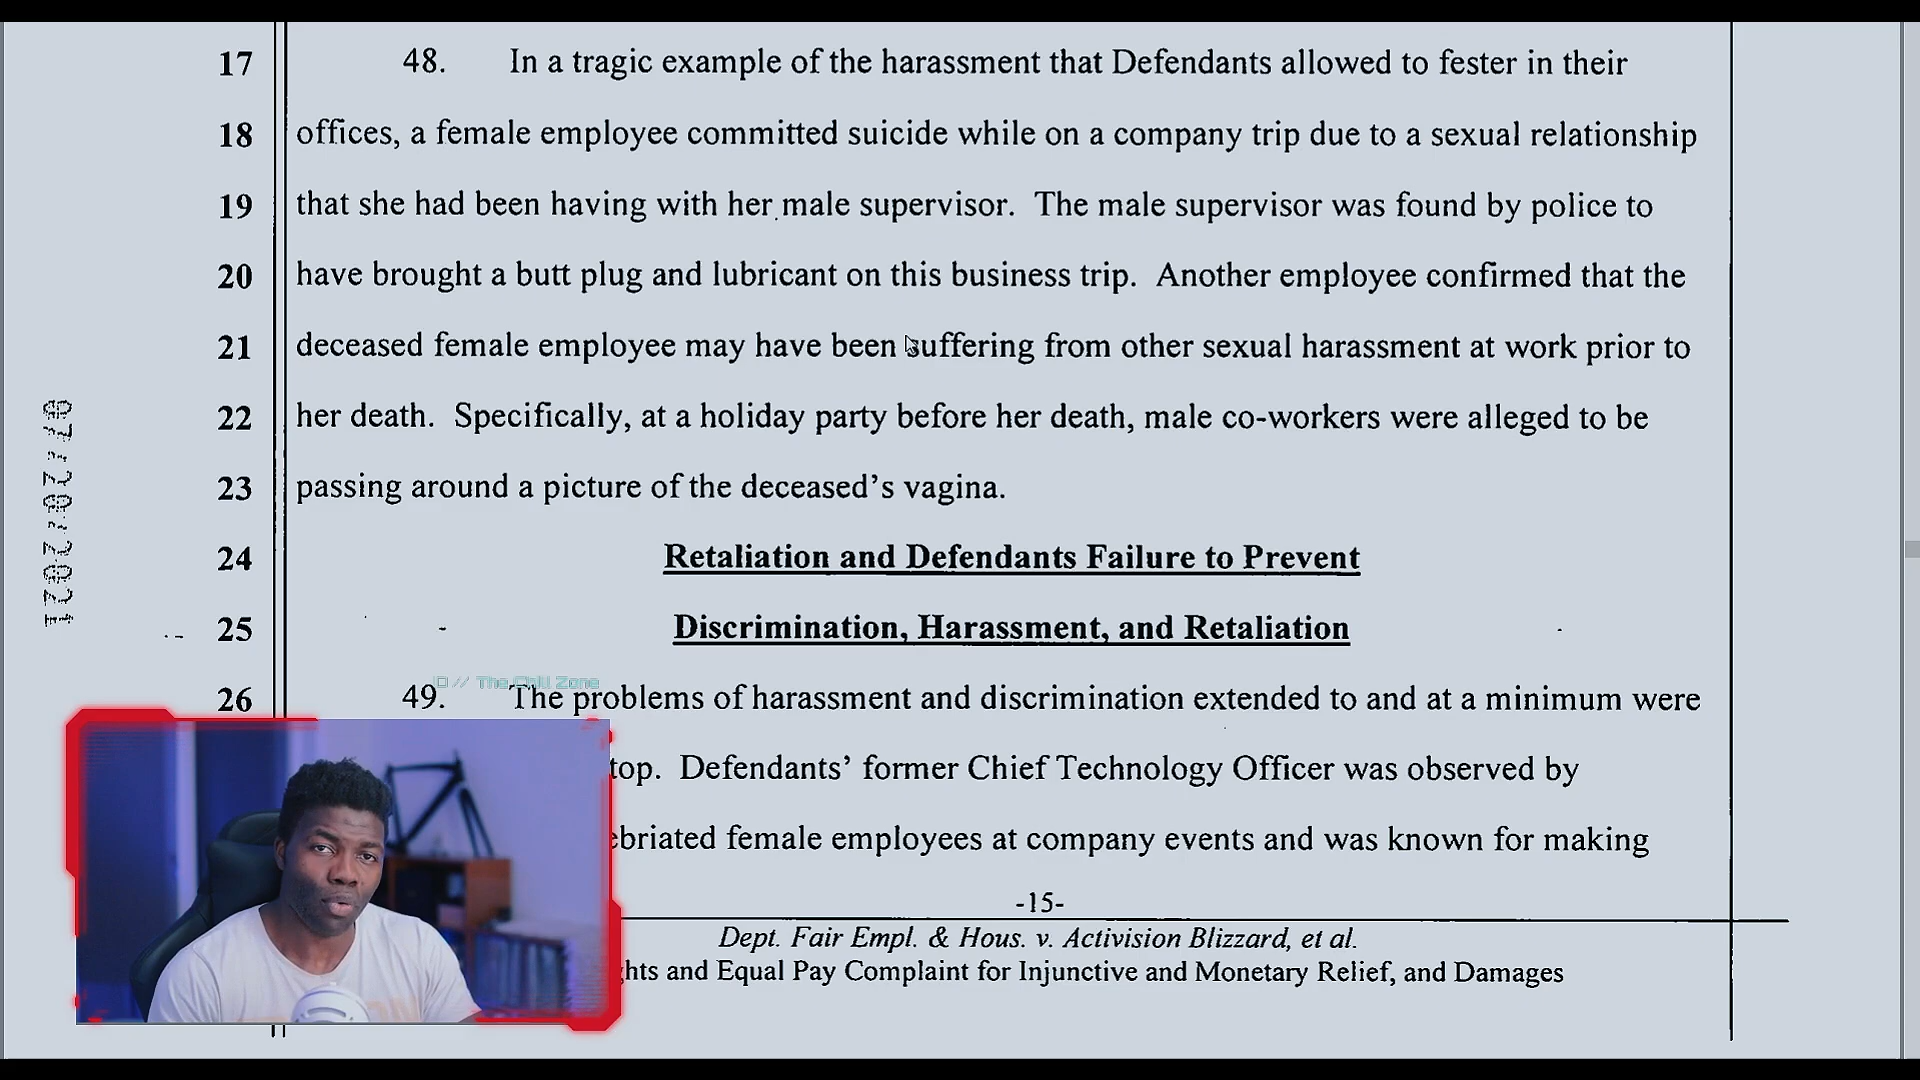 17 48. In a tragic example of the harassment that Defendants allowed to fester in their
18 offices, a female employee committed suicide while on a company trip due to a sexual relationship
19 that she had been having with her male supervisor. The male supervisor was found by police to
20 have brought a butt plug and lubricant on this business trip. Another employee confirmed that the
21 deceased female employee may have been suffering from other sexual harassment at work prior to
22 her death. Specifically, at a holiday party before her death, male co-workers were alleged to be
23 passing around a picture of the deceased's vagina.
24 Retaliation and Defendants Failure to Prevent
25 Discrimination, Harassment, and Retaliation
// The Chill Zone
26 49. The problems of harassment and discrimination extended to and at a minimum were
top. Defendants' former Chief Technology Officer was observed by
ebriated female employees at company events and was known for making
-15-
Dept. Fair Empl. & Hous. v. Activision Blizzard, et al.
hts and Equal Pay Complaint for Injunctive and Monetary Relief, and Damages
07/20/2021